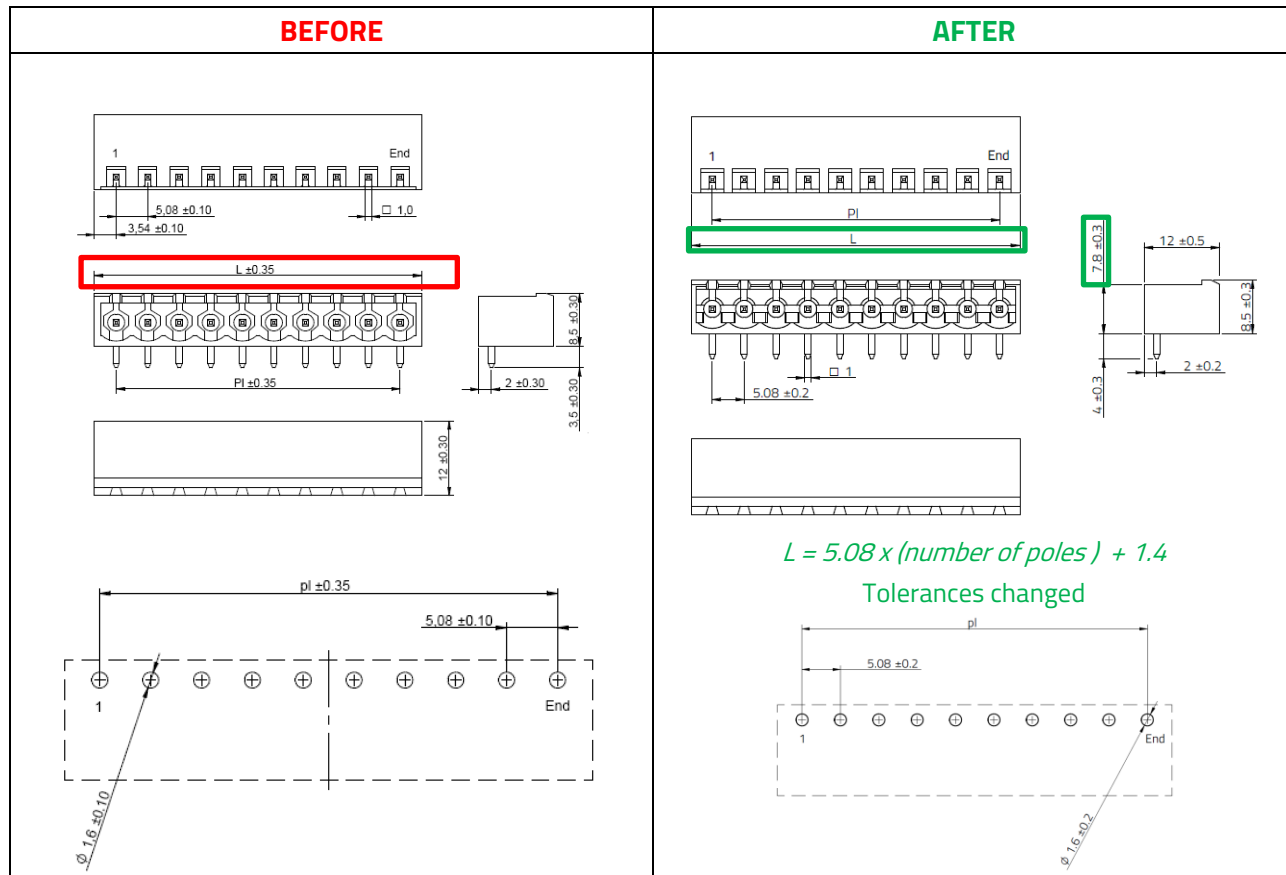 BEFORE
AFTER
1
End
5,08 ±0.10
□ 1,0
3,54 ±0.10
L ±0.35
8.5 ±0.30
Pl ±0.35
2 ±0.30
3,5 ±0.30
12 ±0.30
pl ±0.35
5,08 ±0.10
1
End
ϕ 1,6 ±0.10
1
End
Pl
L
7.8 ±0.3
12 ±0.5
8.5 ±0.3
□ 1
2 ±0.2
5.08 ±0.2
4 ±0.3
L = 5.08 x (number of poles ) + 1.4
Tolerances changed
pl
5.08 ±0.2
1
End
ϕ 1.6 ±0.2